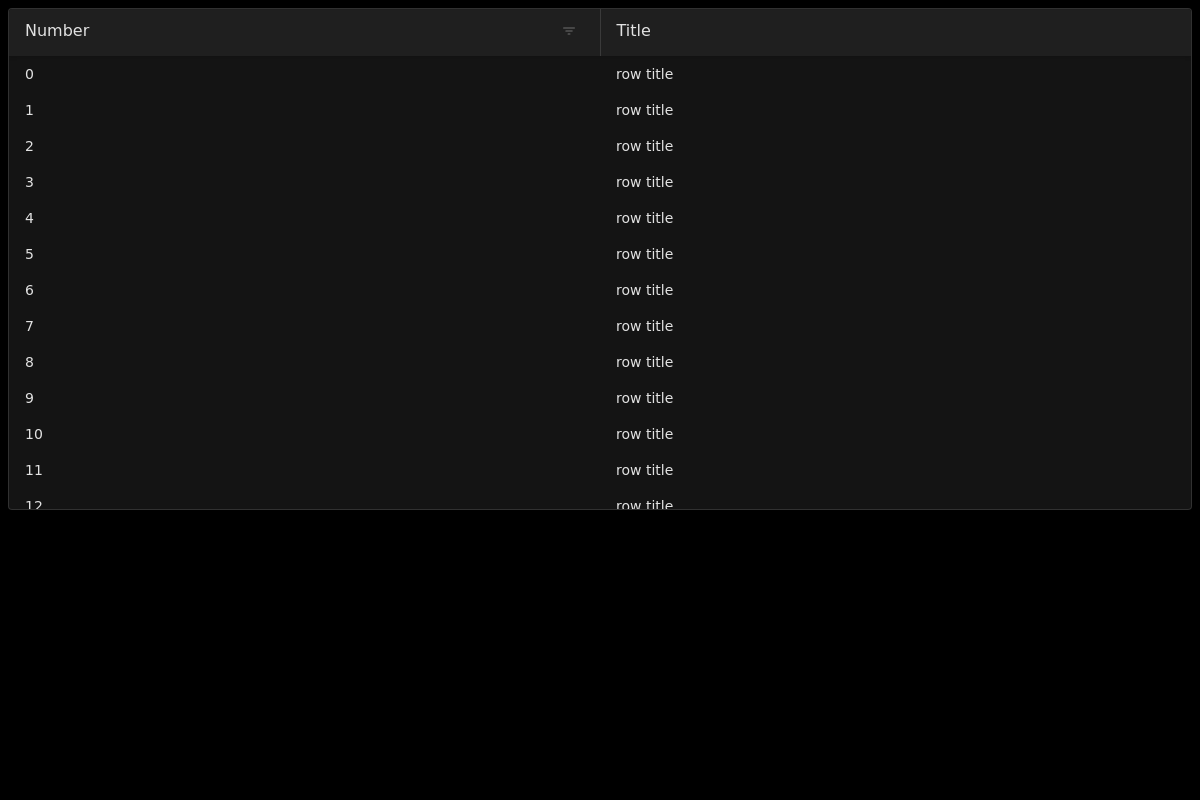 Number Title
0 row title
1 row title
2 row title
3 row title
4 row title
5 row title
6 row title
7 row title
8 row title
9 row title
10 row title
11 row title
12 row title